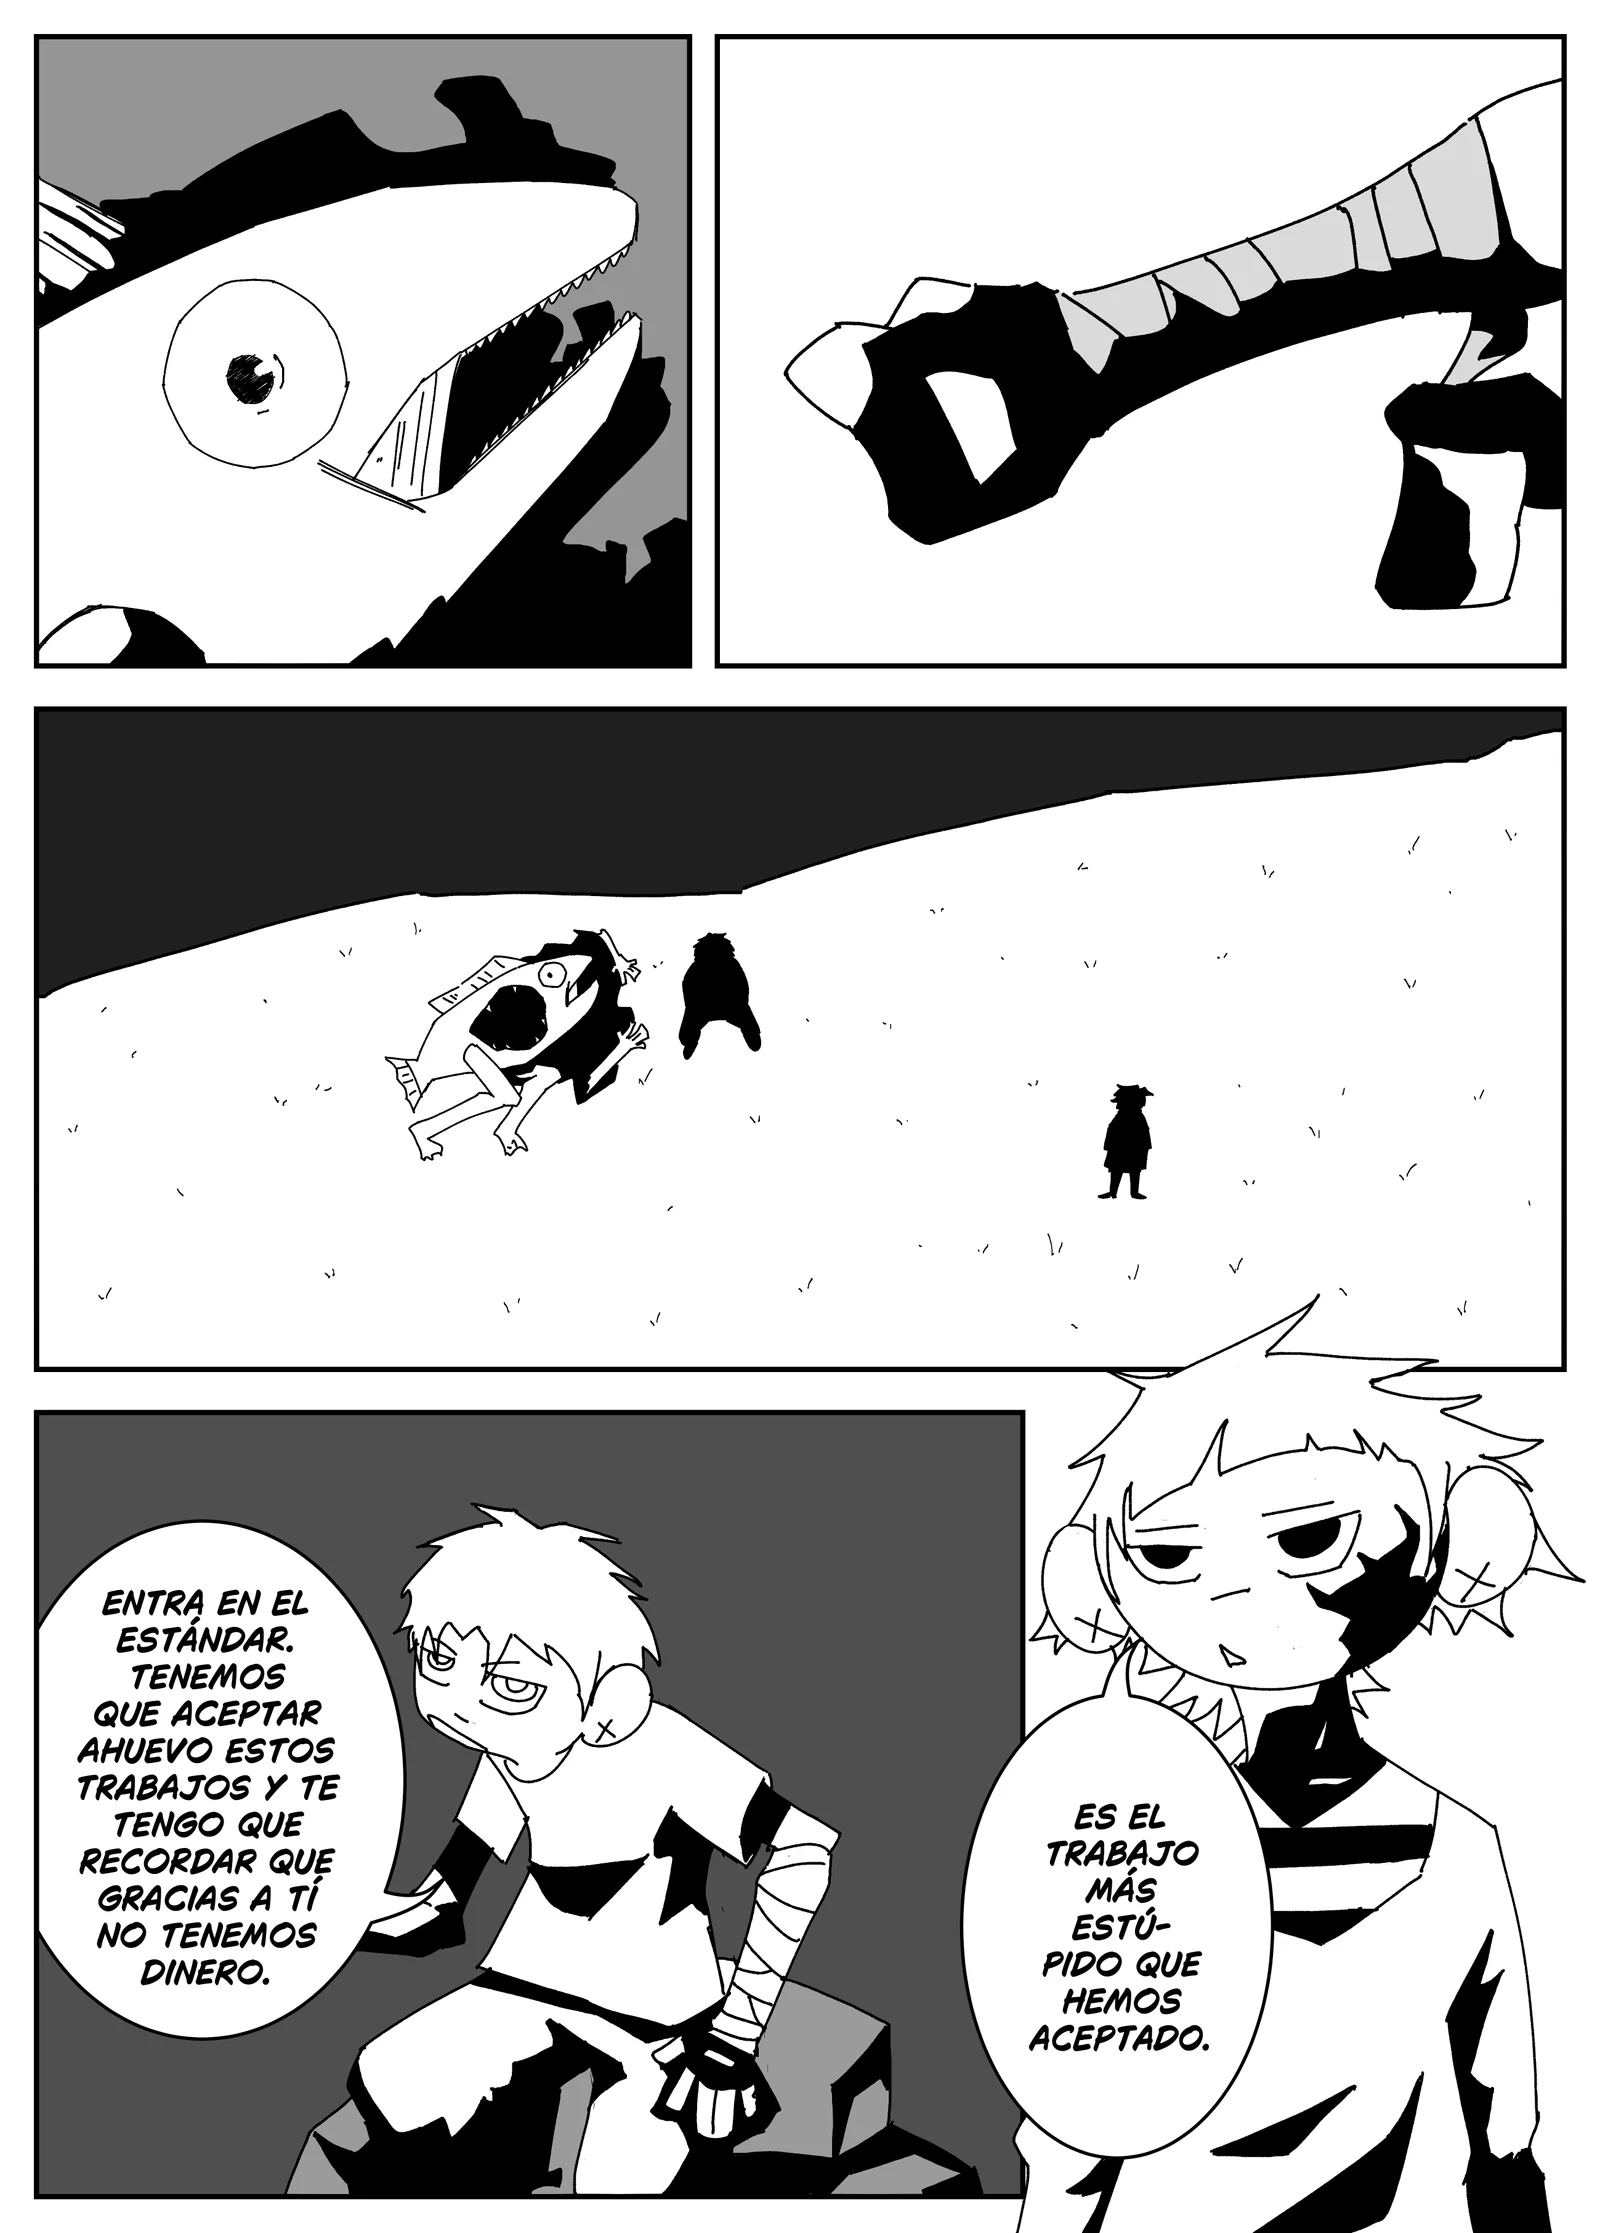 ES EL
TRABAJO
MÁS
ESTÚ-
PIDO QUE
HEMOS
ACEPTADO.
ENTRA EN EL
ESTÁNDAR.
TENEMOS
QUE ACEPTAR
AHUEVO ESTOS
TRABAJOS Y TE
TENGO QUE
RECORDAR QUE
GRACIAS A TÍ
NO TENEMOS
DINERO.